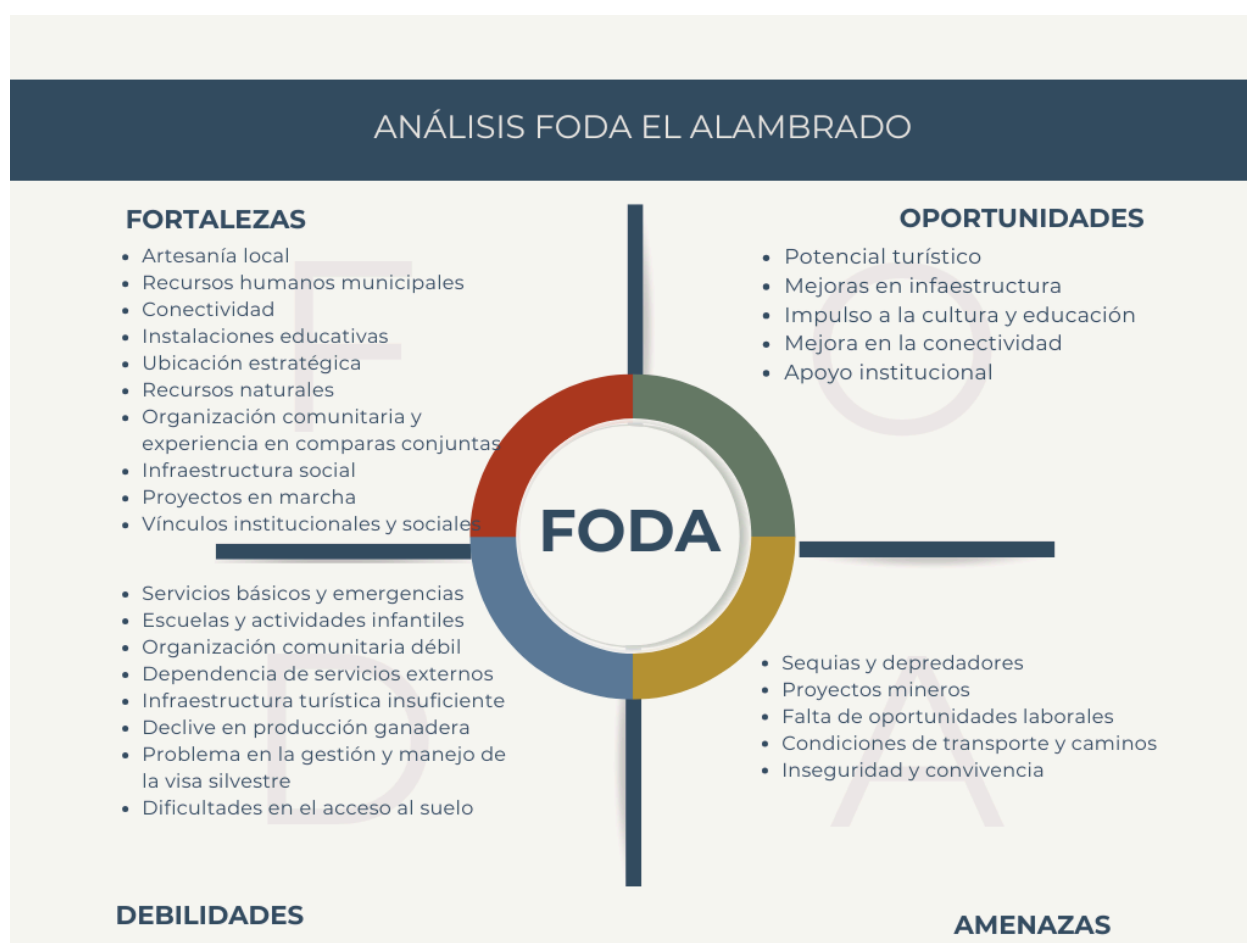 ANÁLISIS FODA EL ALAMBRADO
FORTALEZAS
• Artesanía local
• Recursos humanos municipales
• Conectividad
• Instalaciones educativas
• Ubicación estratégica
• Recursos naturales
• Organización comunitaria y
experiencia en comparas conjuntas
• Infraestructura social
• Proyectos en marcha
• Vínculos institucionales y sociales
F
OPORTUNIDADES
• Potencial turístico
• Mejoras en infaestructura
• Impulso a la cultura y educación
• Mejora en la conectividad
• Apoyo institucional
O
FODA
• Servicios básicos y emergencias
• Escuelas y actividades infantiles
• Organización comunitaria débil
• Dependencia de servicios externos
• Infraestructura turística insuficiente
• Declive en producción ganadera
• Problema en la gestión y manejo de
la visa silvestre
• Dificultades en el acceso al suelo
D
DEBILIDADES
• Sequias y depredadores
• Proyectos mineros
• Falta de oportunidades laborales
• Condiciones de transporte y caminos
• Inseguridad y convivencia
A
AMENAZAS